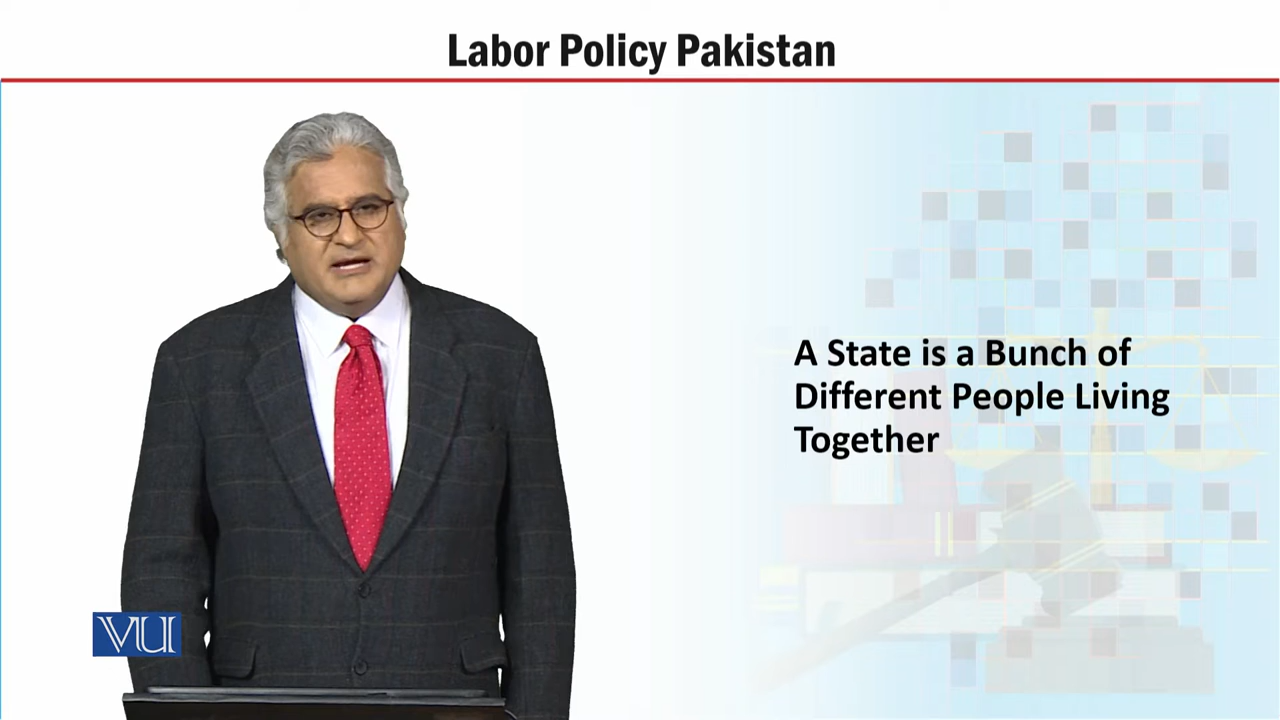 Labor Policy Pakistan
A State is a Bunch of
Different People Living
Together
VU